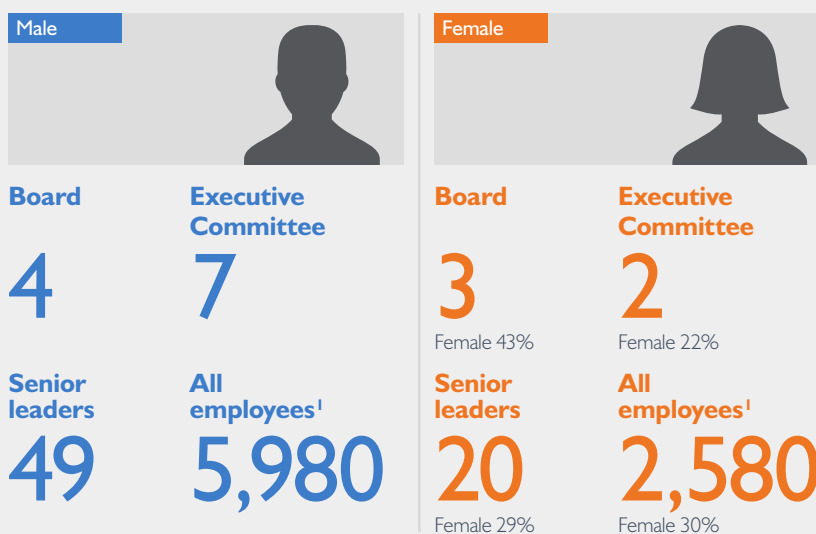 Male
Board
Executive
Committee
4
7
Senior
leaders
All
employees¹
49
5,980
Female
Board
Executive
Committee
3
2
Female 43%
Female 22%
Senior
leaders
All
employees¹
20
2,580
Female 29%
Female 30%